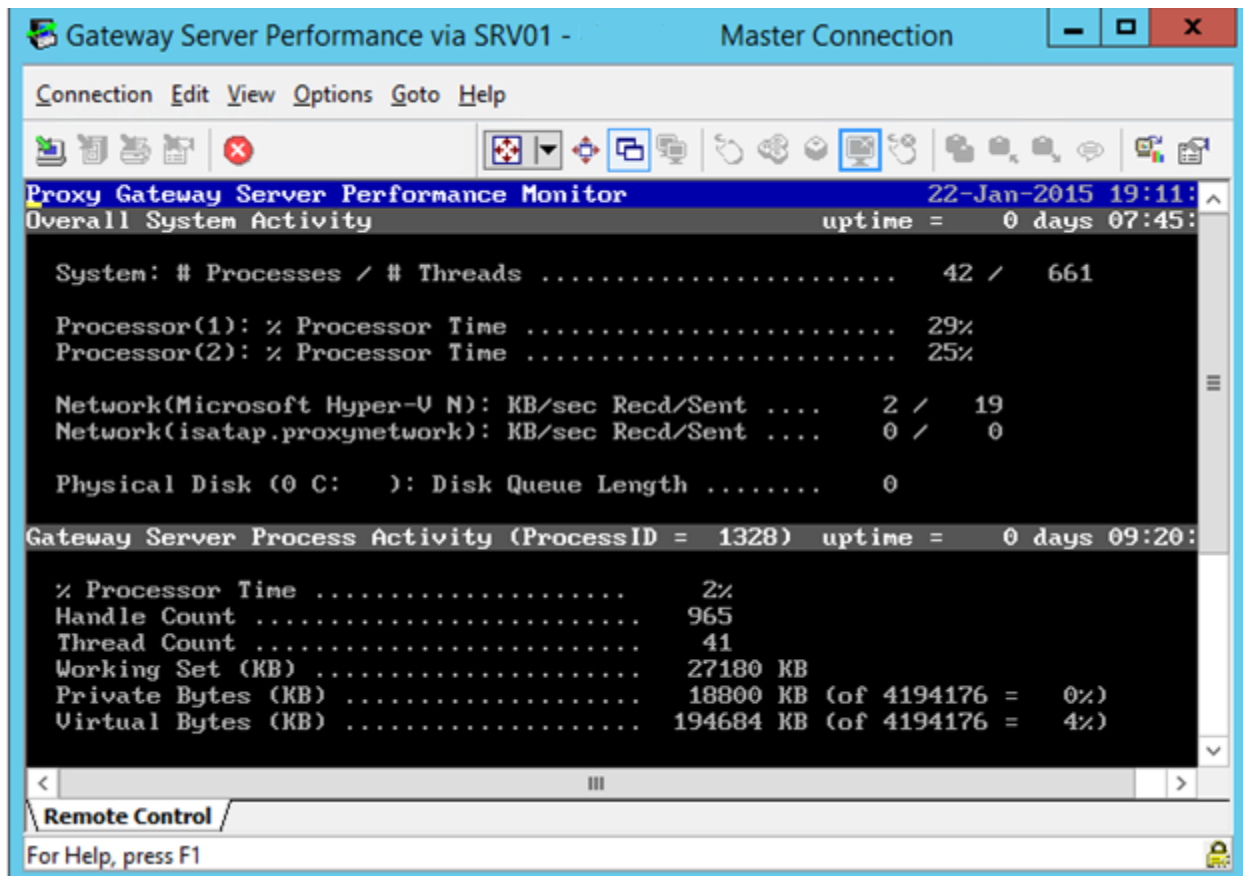 Gateway Server Performance via SRV01 - Master Connection
Connection Edit View Options Goto Help
Proxy Gateway Server Performance Monitor 22-Jan-2015 19:11:
Overall System Activity uptime = 0 days 07:45:
System: # Processes / # Threads ........................ 42 / 661
Processor(1): % Processor Time ......................... 29%
Processor(2): % Processor Time ......................... 25%
Network(Microsoft Hyper-V N): KB/sec Recd/Sent .... 2 / 19
Network(isatap.proxynetwork): KB/sec Recd/Sent .... 0 / 0
Physical Disk (0 C: ): Disk Queue Length ........ 0
Gateway Server Process Activity (ProcessID = 1328) uptime = 0 days 09:20:
% Processor Time ..................... 2%
Handle Count .......................... 965
Thread Count .......................... 41
Working Set (KB) ...................... 27180 KB
Private Bytes (KB) .................... 18800 KB (of 4194176 = 0%)
Virtual Bytes (KB) .................... 194684 KB (of 4194176 = 4%)
Remote Control
For Help, press F1